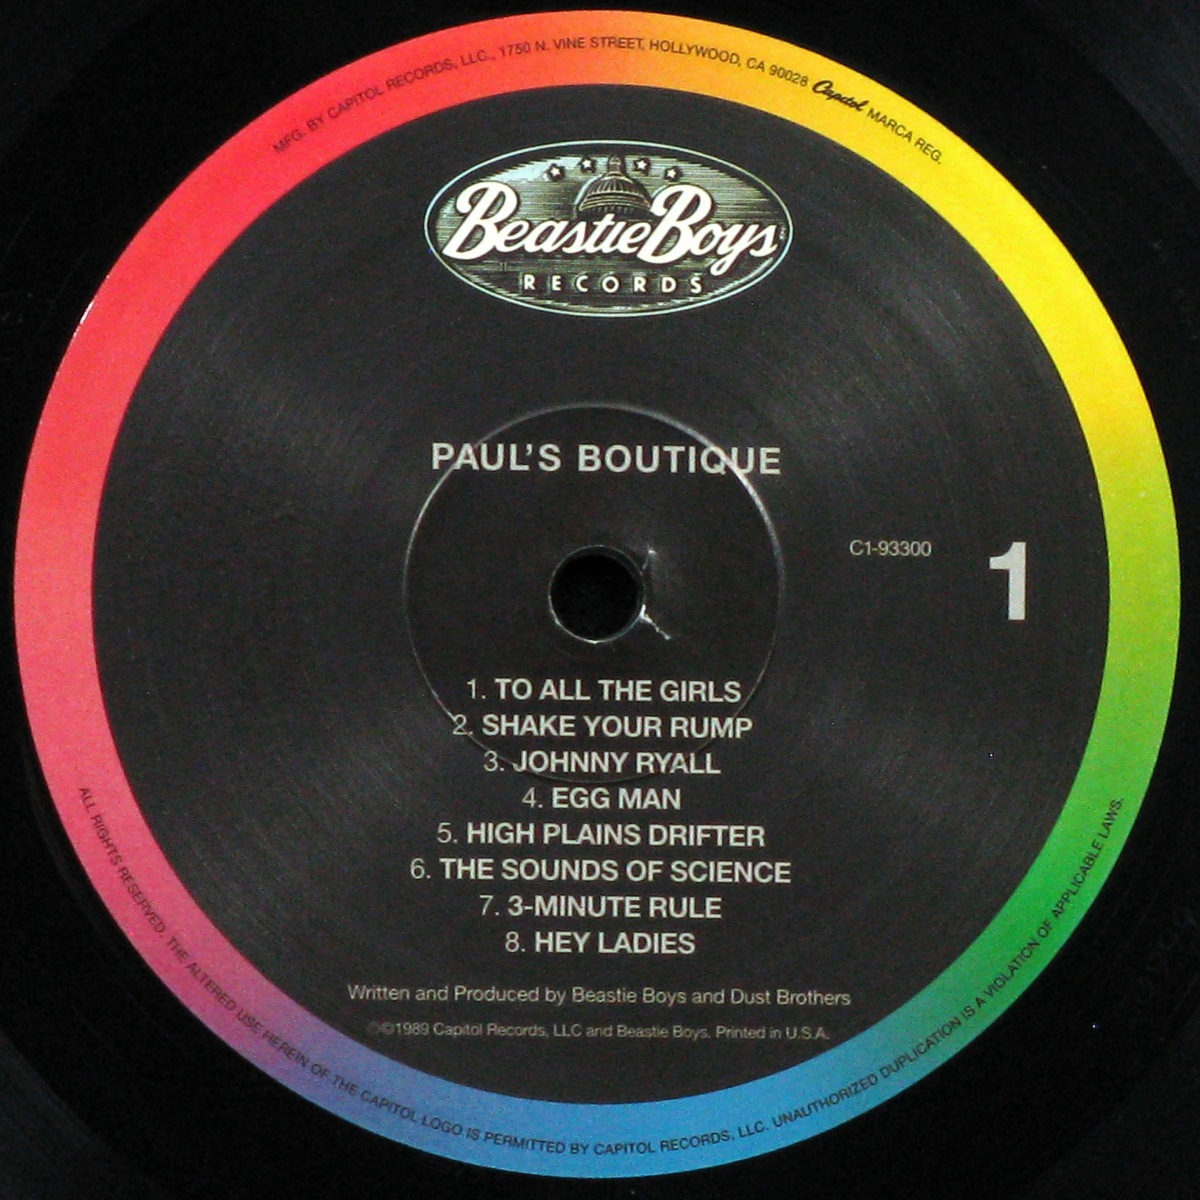 MFG. BY CAPITOL RECORDS, LLC., 1750 N. VINE STREET, HOLLYWOOD, CA 90028 Capitol MARCA REG.
Beastie Boys
RECORDS
PAUL'S BOUTIQUE
C1-93300
1
1. TO ALL THE GIRLS
2. SHAKE YOUR RUMP
3. JOHNNY RYALL
4. EGG MAN
5. HIGH PLAINS DRIFTER
6. THE SOUNDS OF SCIENCE
7. 3-MINUTE RULE
8. HEY LADIES
Written and Produced by Beastie Boys and Dust Brothers
℗©1989 Capitol Records, LLC and Beastie Boys. Printed in U.S.A.
ALL RIGHTS RESERVED. THE ALTERED USE HEREIN OF THE CAPITOL LOGO IS PERMITTED BY CAPITOL RECORDS, LLC. UNAUTHORIZED DUPLICATION IS A VIOLATION OF APPLICABLE LAWS.